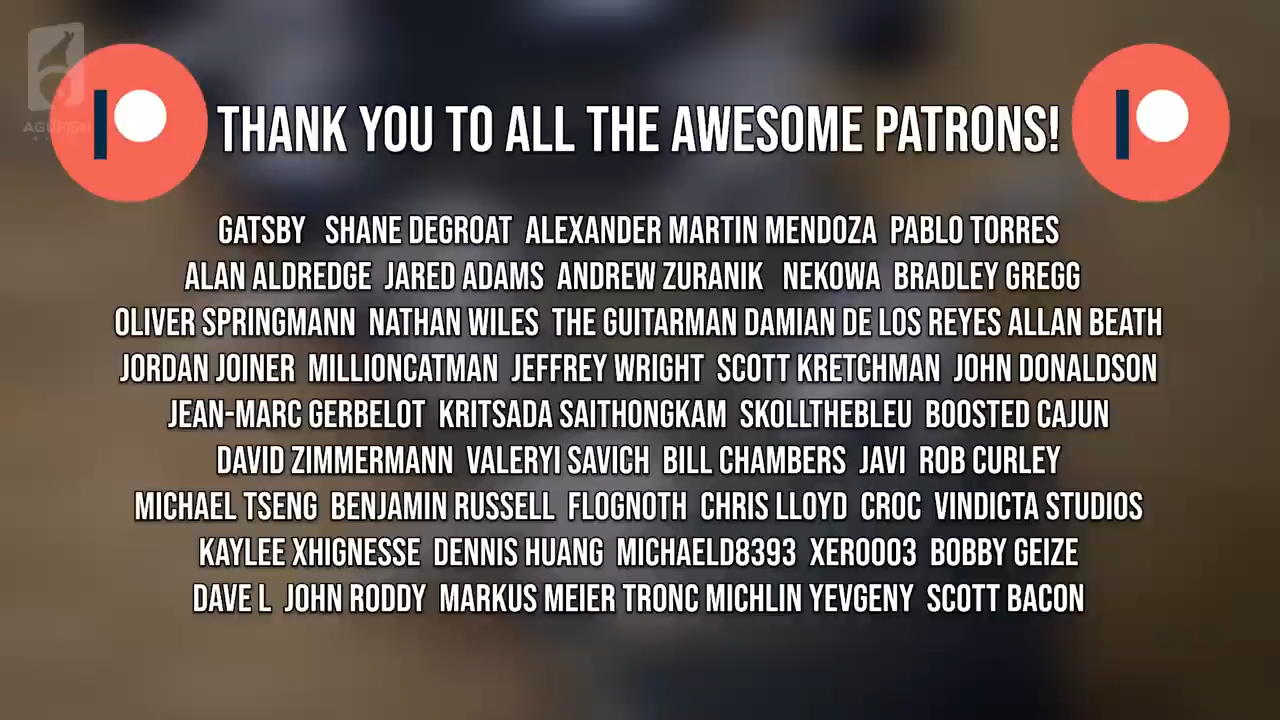 AGUFISH
THANK YOU TO ALL THE AWESOME PATRONS!
GATSBY SHANE DEGROAT ALEXANDER MARTIN MENDOZA PABLO TORRES
ALAN ALDREDGE JARED ADAMS ANDREW ZURANIK NEKOWA BRADLEY GREGG
OLIVER SPRINGMANN NATHAN WILES THE GUITARMAN DAMIAN DE LOS REYES ALLAN BEATH
JORDAN JOINER MILLIONCATMAN JEFFREY WRIGHT SCOTT KRETCHMAN JOHN DONALDSON
JEAN-MARC GERBELOT KRITSADA SAITHONGKAM SKOLLTHEBLEU BOOSTED CAJUN
DAVID ZIMMERMANN VALERYI SAVICH BILL CHAMBERS JAVI ROB CURLEY
MICHAEL TSENG BENJAMIN RUSSELL FLOGNOTH CHRIS LLOYD CROC VINDICTA STUDIOS
KAYLEE XHIGNESSE DENNIS HUANG MICHAELD8393 XER0003 BOBBY GEIZE
DAVE L JOHN RODDY MARKUS MEIER TRONC MICHLIN YEVGENY SCOTT BACON